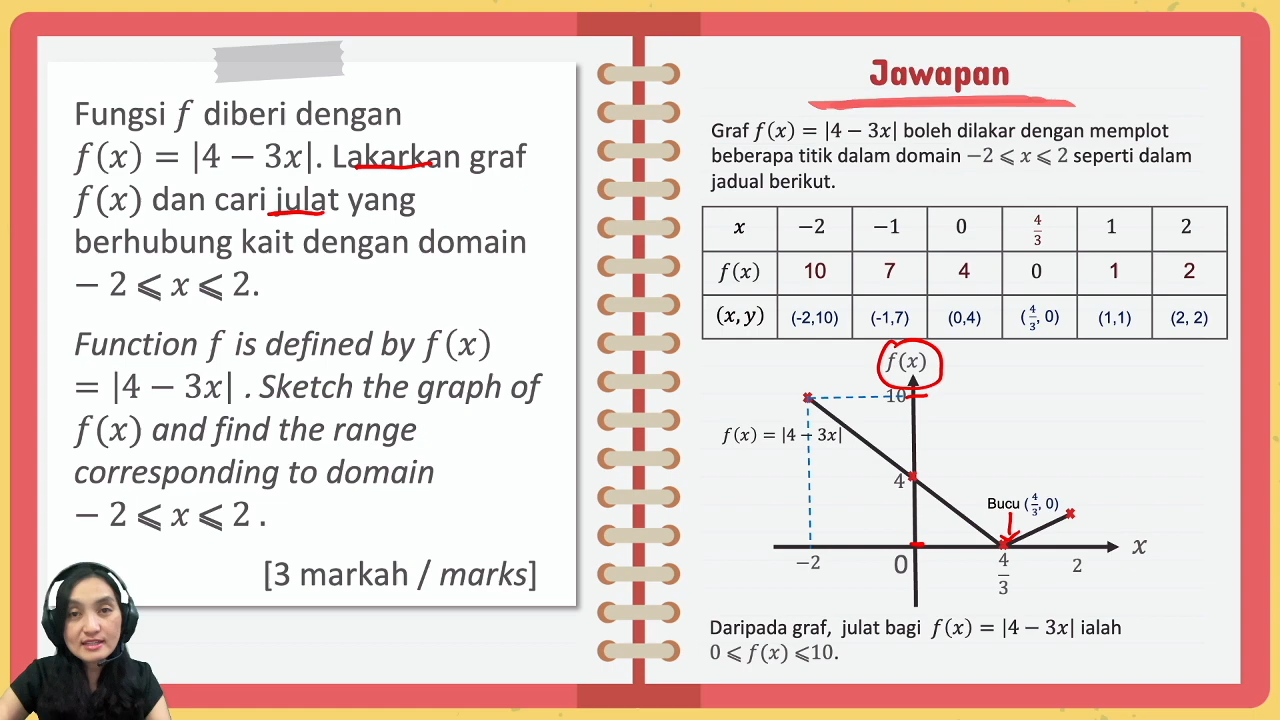 Fungsi f diberi dengan
f(x) = |4 − 3x|. Lakarkan graf
f(x) dan cari julat yang
berhubung kait dengan domain
− 2 ⩽ x ⩽ 2.
Function f is defined by f(x)
= |4 − 3x| . Sketch the graph of
f(x) and find the range
corresponding to domain
− 2 ⩽ x ⩽ 2 .
[3 markah / marks]
Jawapan
Graf f(x) = |4 − 3x| boleh dilakar dengan memplot
beberapa titik dalam domain −2 ⩽ x ⩽ 2 seperti dalam
jadual berikut.
x −2 −1 0 4/3 1 2
f(x) 10 7 4 0 1 2
(x, y) (-2,10) (-1,7) (0,4) (4/3, 0) (1,1) (2, 2)
f(x)
10
f(x) = |4 − 3x|
4
Bucu (4/3, 0)
−2 0 4/3 2 x
Daripada graf, julat bagi f(x) = |4 − 3x| ialah
0 ⩽ f(x) ⩽10.